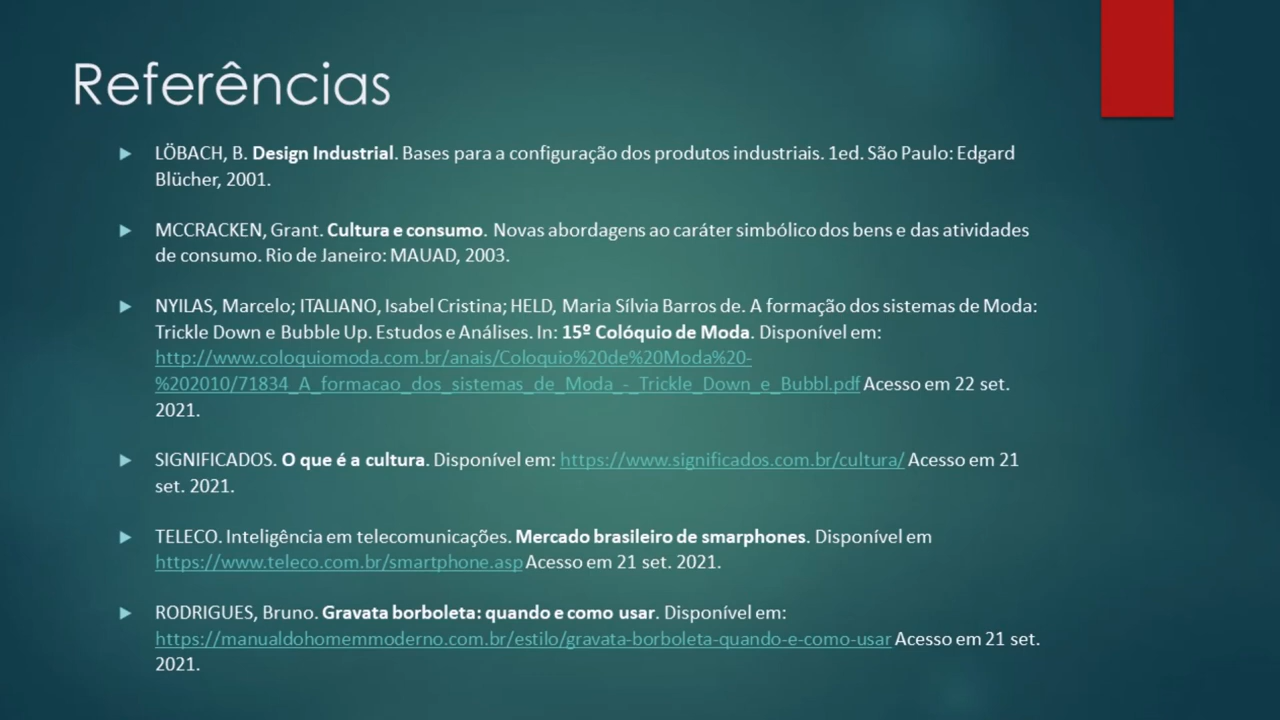 Referências
LÖBACH, B. Design Industrial. Bases para a configuração dos produtos industriais. 1ed. São Paulo: Edgard
Blücher, 2001.
MCCRACKEN, Grant. Cultura e consumo. Novas abordagens ao caráter simbólico dos bens e das atividades
de consumo. Rio de Janeiro: MAUAD, 2003.
NYILAS, Marcelo; ITALIANO, Isabel Cristina; HELD, Maria Sílvia Barros de. A formação dos sistemas de Moda:
Trickle Down e Bubble Up. Estudos e Análises. In: 15º Colóquio de Moda. Disponível em:
http://www.coloquiomoda.com.br/anais/Coloquio%20de%20Moda%20-
%202010/71834_A_formacao_dos_sistemas_de_Moda_-_Trickle_Down_e_Bubbl.pdf Acesso em 22 set.
2021.
SIGNIFICADOS. O que é a cultura. Disponível em: https://www.significados.com.br/cultura/ Acesso em 21
set. 2021.
TELECO. Inteligência em telecomunicações. Mercado brasileiro de smarphones. Disponível em
https://www.teleco.com.br/smartphone.asp Acesso em 21 set. 2021.
RODRIGUES, Bruno. Gravata borboleta: quando e como usar. Disponível em:
https://manualdohomemmoderno.com.br/estilo/gravata-borboleta-quando-e-como-usar Acesso em 21 set.
2021.